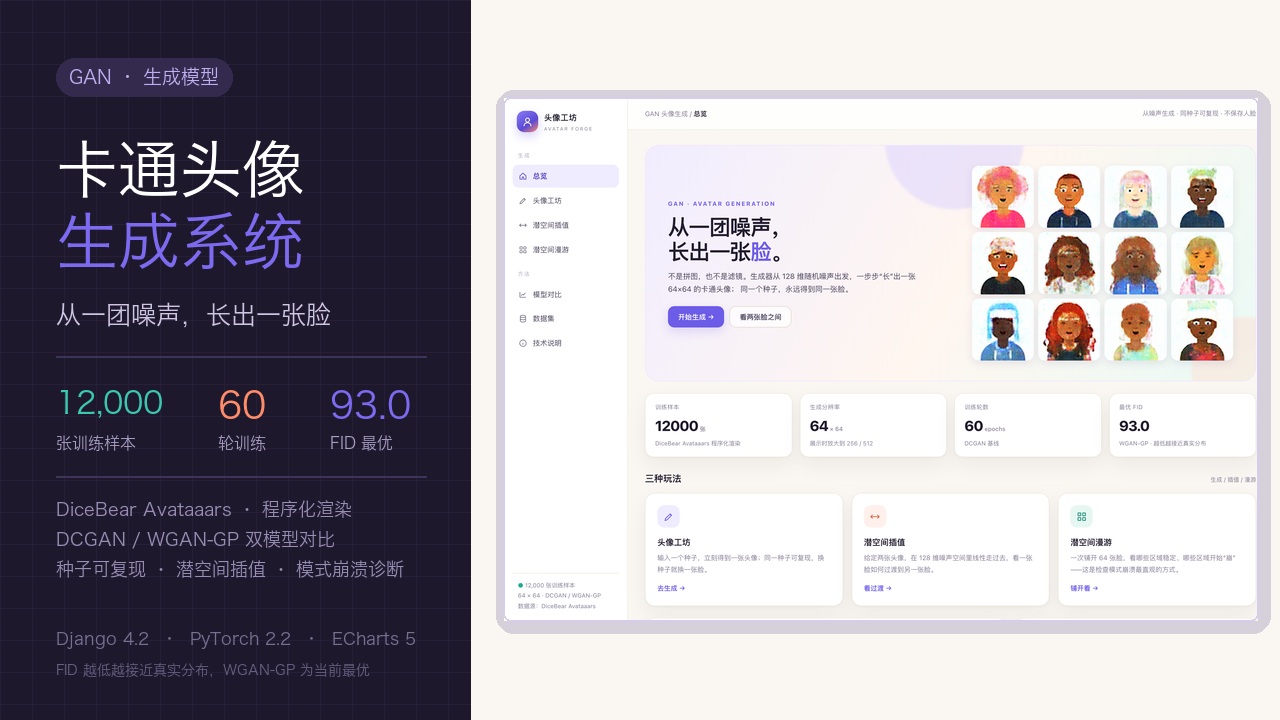 GAN · 生成模型
卡通头像
生成系统
从一团噪声，长出一张脸
12,000
张训练样本
60
轮训练
93.0
FID 最优
DiceBear Avataaars · 程序化渲染
DCGAN / WGAN-GP 双模型对比
种子可复现 · 潜空间插值 · 模式崩溃诊断
Django 4.2 · PyTorch 2.2 · ECharts 5
FID 越低越接近真实分布，WGAN-GP 为当前最优
头像工坊
AVATAR FORGE
生成
总览
头像工坊
潜空间插值
潜空间漫游
方法
模型对比
数据集
技术说明
12,000 张训练样本
64 × 64 · DCGAN / WGAN-GP
数据源：DiceBear Avataaars
GAN 头像生成 / 总览
从噪声生成 · 同种子可复现 · 不保存人脸
GAN · AVATAR GENERATION
从一团噪声，
长出一张脸。
不是拼图，也不是滤镜。生成器从 128 维随机噪声出发，一步步“长”出一张
64×64 的卡通头像； 同一个种子，永远得到同一张脸。
开始生成 →
看两张脸之间
训练样本
12000 张
DiceBear Avataaars 程序化渲染
生成分辨率
64 × 64
展示时放大到 256 / 512
训练轮数
60 epochs
DCGAN 基线
最优 FID
93.0
WGAN-GP · 越低越接近真实分布
三种玩法
生成 / 插值 / 漫游
头像工坊
输入一个种子，立刻得到一张头像；同一种子可复现，换
种子就换一张脸。
去生成 →
潜空间插值
给定两张头像，在 128 维噪声空间里线性走过去，看一张
脸如何过渡到另一张脸。
看过渡 →
潜空间漫游
一次铺开 64 张脸，看哪些区域稳定、哪些区域开始“崩”
——这是检查模式崩溃最直观的方式。
铺开看 →